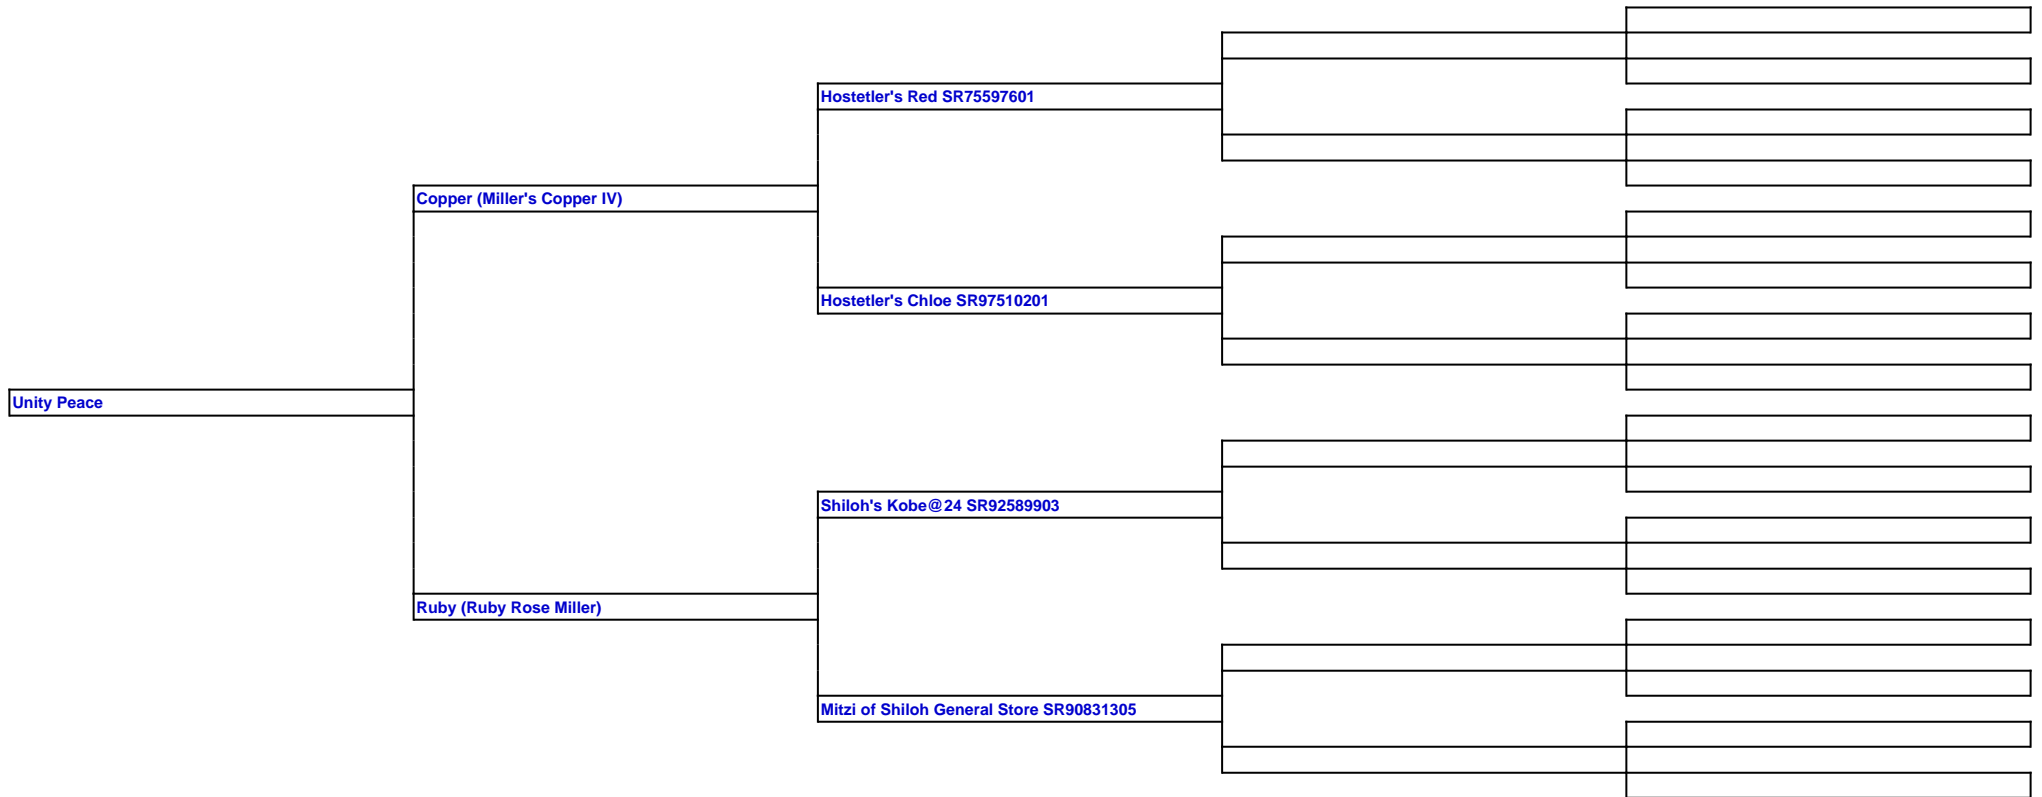 Hostetler's Red SR75597601
Copper (Miller's Copper IV)
Hostetler's Chloe SR97510201
Unity Peace
Shiloh's Kobe@24 SR92589903
Ruby (Ruby Rose Miller)
Mitzi of Shiloh General Store SR90831305